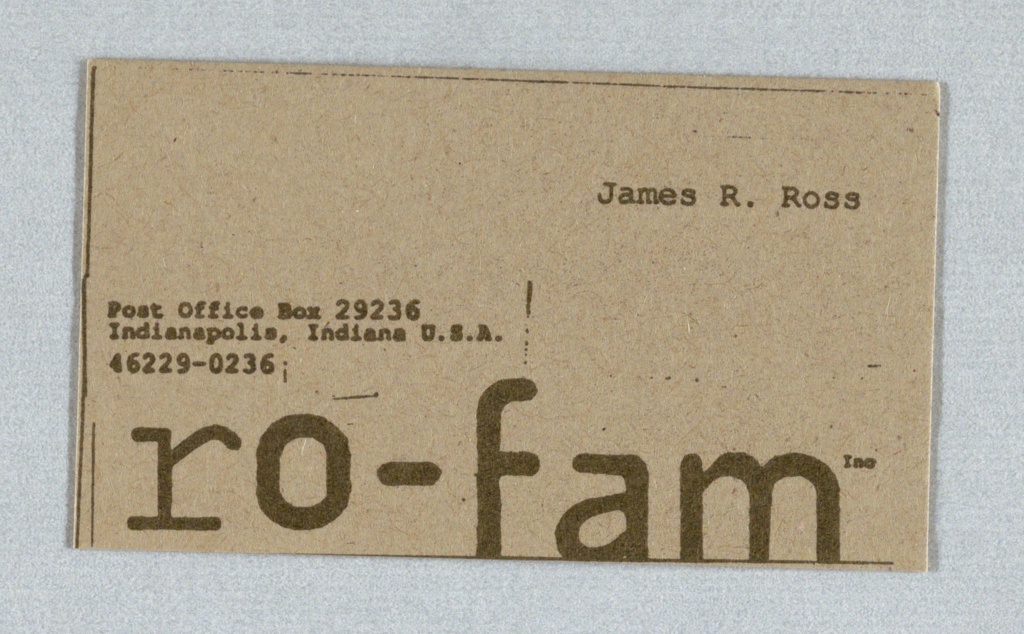 James R. Ross
Post Office Box 29236
Indianapolis, Indiana U.S.A.
46229-0236
ro-fam Inc